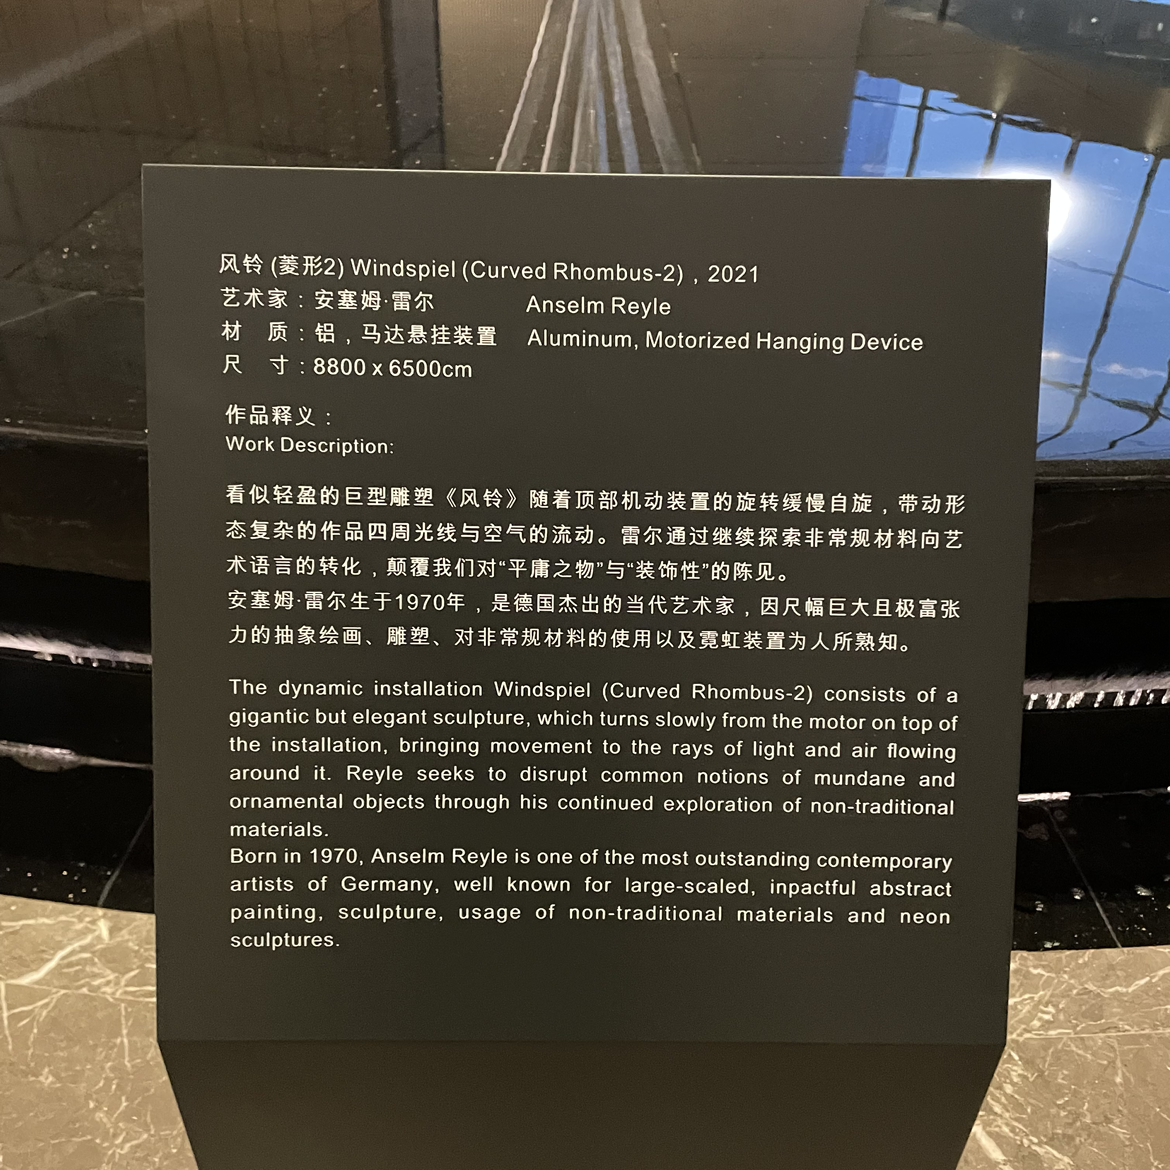 风铃 (菱形2) Windspiel (Curved Rhombus-2) , 2021
艺术家：安塞姆·雷尔 Anselm Reyle
材 质：铝，马达悬挂装置 Aluminum, Motorized Hanging Device
尺 寸：8800 x 6500cm
作品释义：
Work Description:
看似轻盈的巨型雕塑《风铃》随着顶部机动装置的旋转缓慢自旋，带动形
态复杂的作品四周光线与空气的流动。雷尔通过继续探索非常规材料向艺
术语言的转化，颠覆我们对“平庸之物”与“装饰性”的陈见。
安塞姆·雷尔生于1970年，是德国杰出的当代艺术家，因尺幅巨大且极富张
力的抽象绘画、雕塑、对非常规材料的使用以及霓虹装置为人所熟知。
The dynamic installation Windspiel (Curved Rhombus-2) consists of a
gigantic but elegant sculpture, which turns slowly from the motor on top of
the installation, bringing movement to the rays of light and air flowing
around it. Reyle seeks to disrupt common notions of mundane and
ornamental objects through his continued exploration of non-traditional
materials.
Born in 1970, Anselm Reyle is one of the most outstanding contemporary
artists of Germany, well known for large-scaled, inpactful abstract
painting, sculpture, usage of non-traditional materials and neon
sculptures.